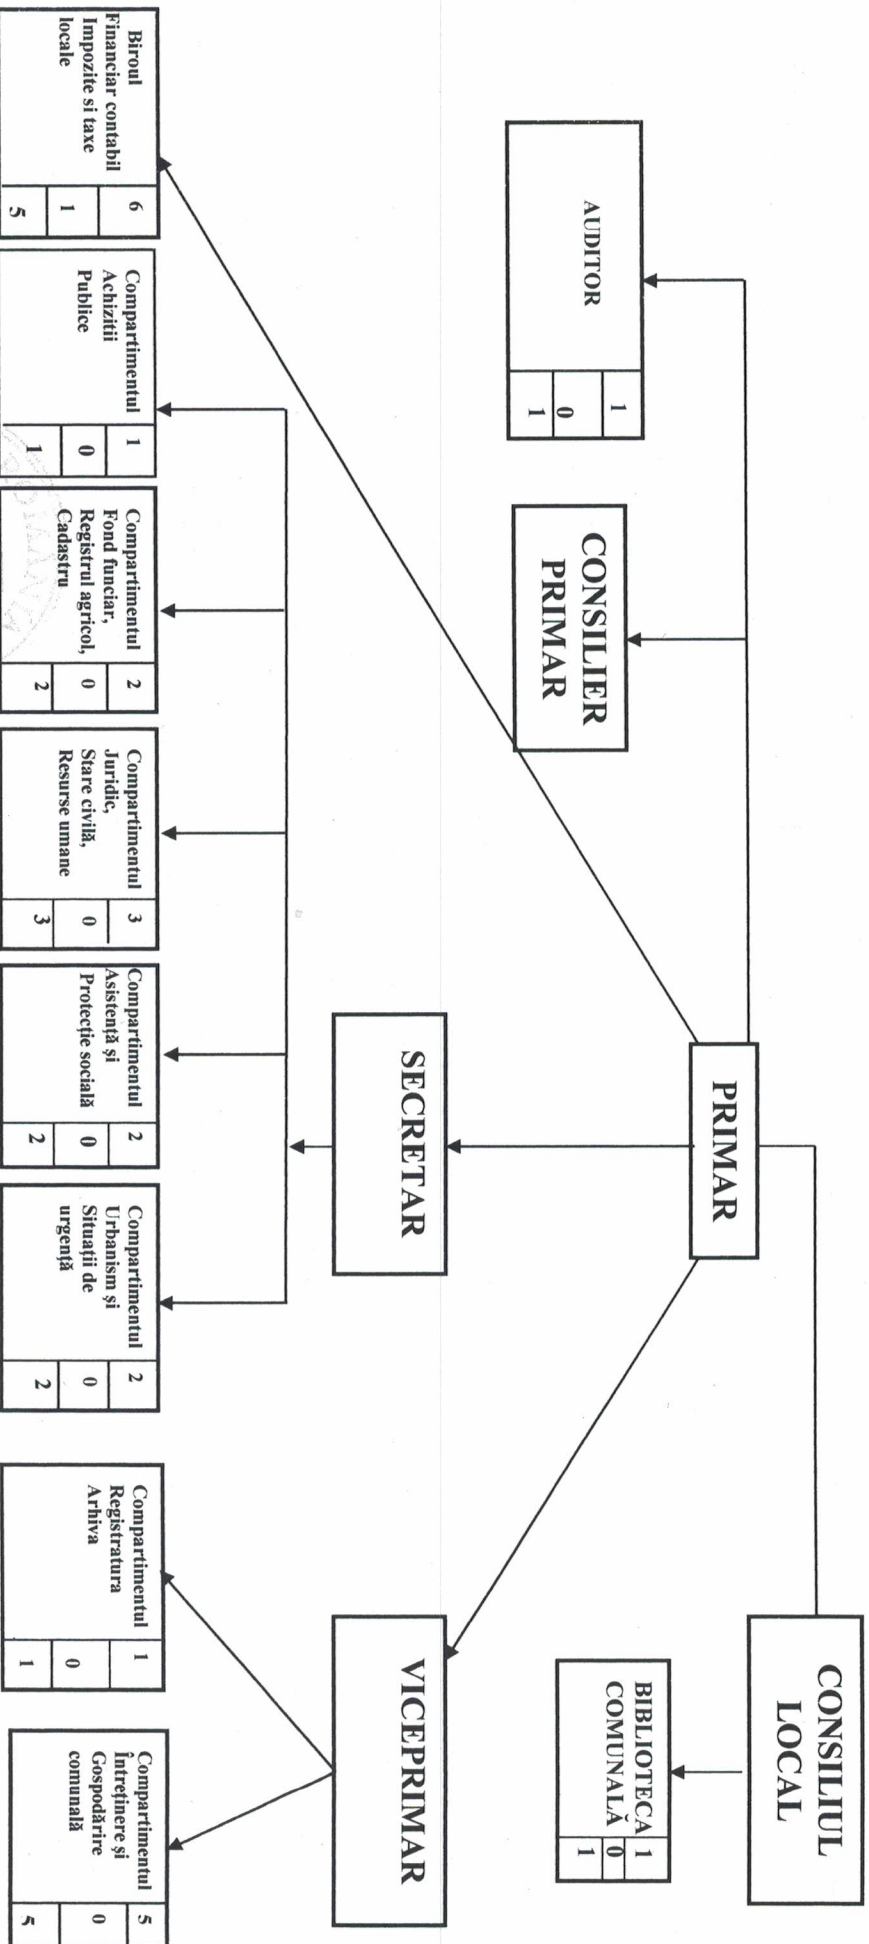 CONSILIUL
LOCAL
PRIMAR
AUDITOR
1
0
1
CONSILIER
PRIMAR
BIBLIOTECA
COMUNALĂ
1
0
1
SECRETAR
VICEPRIMAR
Biroul
Financiar contabil
Impozite si taxe
locale
6
1
5
Compartimentul
Achizitii
Publice
1
0
1
Compartimentul
Fond funciar,
Registrul agricol,
Cadastru
2
0
2
Compartimentul
Juridic,
Stare civilă,
Resurse umane
3
0
3
Compartimentul
Asistență și
Protecție socială
2
0
2
Compartimentul
Urbanism și
Situații de
urgență
2
0
2
Compartimentul
Registratura
Arhiva
1
0
1
Compartimentul
Întreținere și
Gospodărire
comunală
5
0
5
ROMANIA